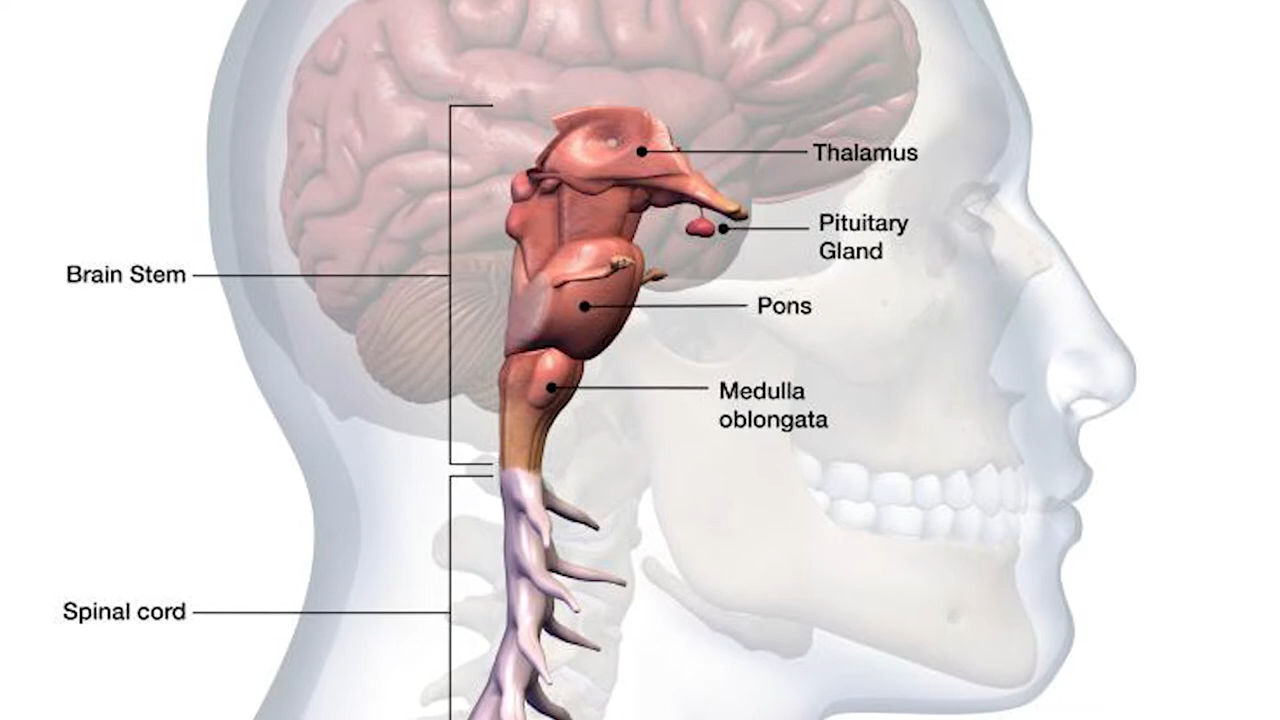 Thalamus
Pituitary
Gland
Brain Stem
Pons
Medulla
oblongata
Spinal cord